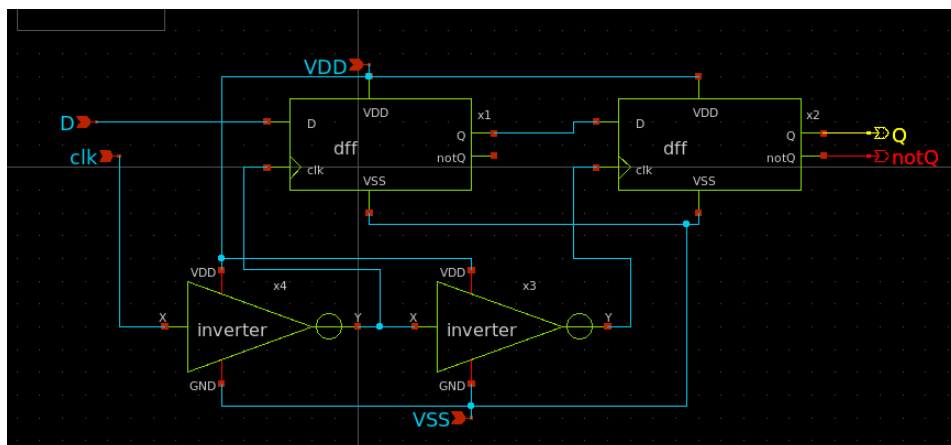 VDD
D
clk
x1
VDD
D
Q
dff
notQ
clk
VSS
x2
VDD
D
Q
dff
notQ
clk
VSS
Q
notQ
VDD
x4
X
inverter
Y
GND
VDD
x3
X
inverter
Y
GND
VSS